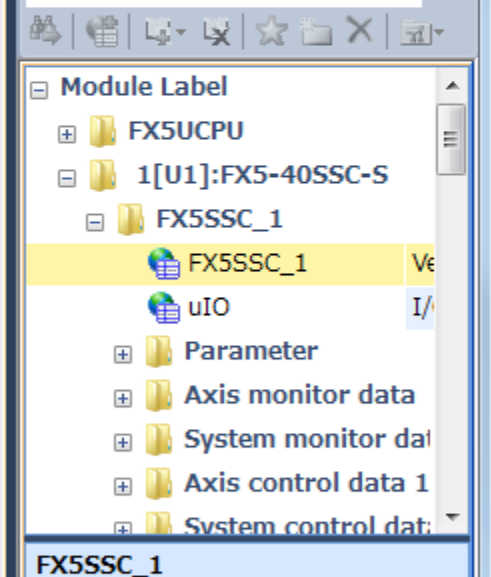 Module Label
FX5UCPU
1[U1]:FX5-40SSC-S
FX5SSC_1
FX5SSC_1 Ve
uIO I/
Parameter
Axis monitor data
System monitor dat
Axis control data 1
System control dat
FX5SSC_1